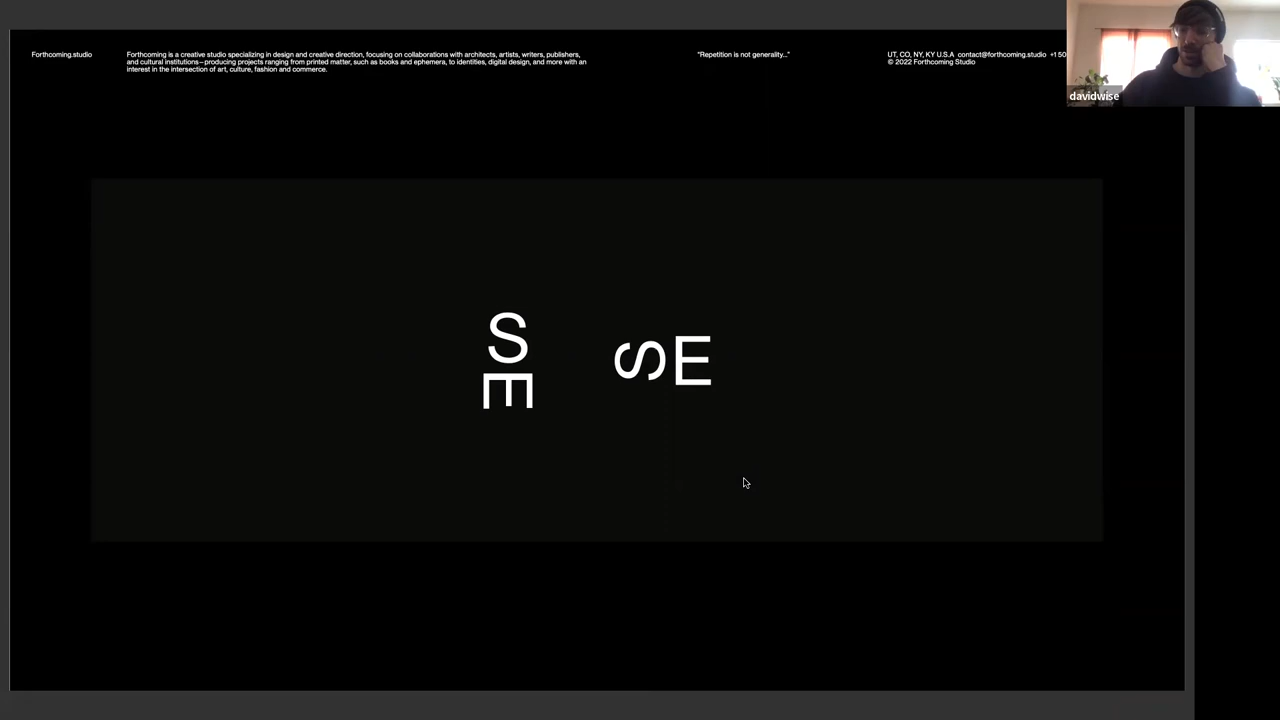 Forthcoming.studio
Forthcoming is a creative studio specializing in design and creative direction, focusing on collaborations with architects, artists, writers, publishers,
and cultural institutions—producing projects ranging from printed matter, such as books and ephemera, to identities, digital design, and more with an
interest in the intersection of art, culture, fashion and commerce.
"Repetition is not generality..."
UT, CO, NY, KY U.S.A contact@forthcoming.studio +1 50
© 2022 Forthcoming Studio
davidwise
S
E
S E